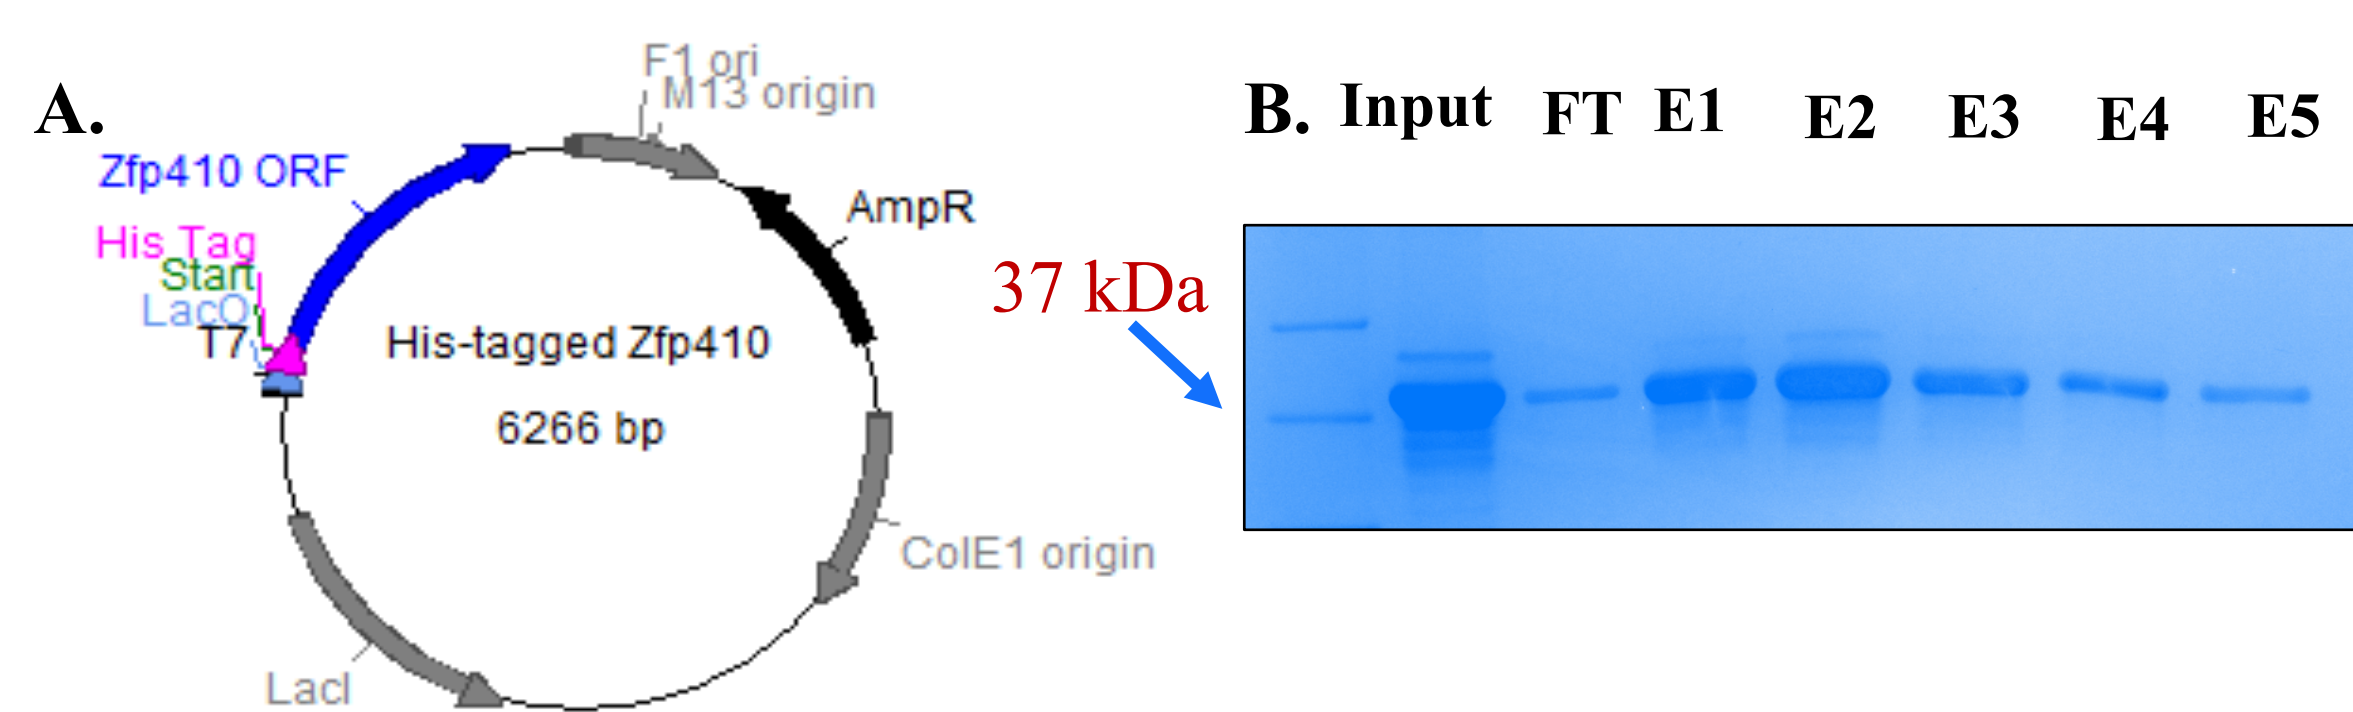 A.
F1 ori
M13 origin
Zfp410 ORF
AmpR
His Tag
Start
LacO
T7
His-tagged Zfp410
6266 bp
ColE1 origin
LacI
B. Input FT E1 E2 E3 E4 E5
37 kDa